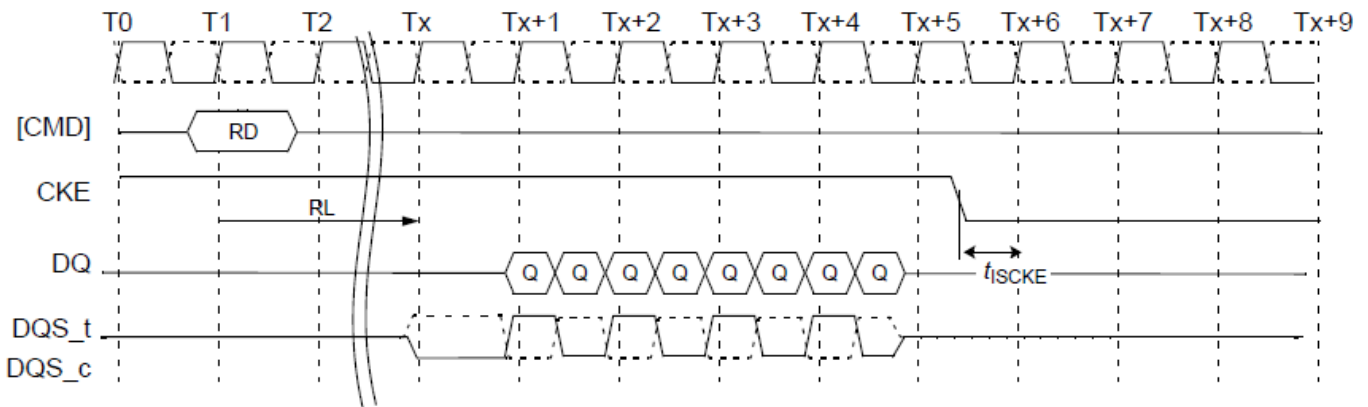 T0 T1 T2 Tx Tx+1 Tx+2 Tx+3 Tx+4 Tx+5 Tx+6 Tx+7 Tx+8 Tx+9
[CMD] RD
CKE
RL
DQ Q Q Q Q Q Q Q Q tISCKE
DQS_t
DQS_c